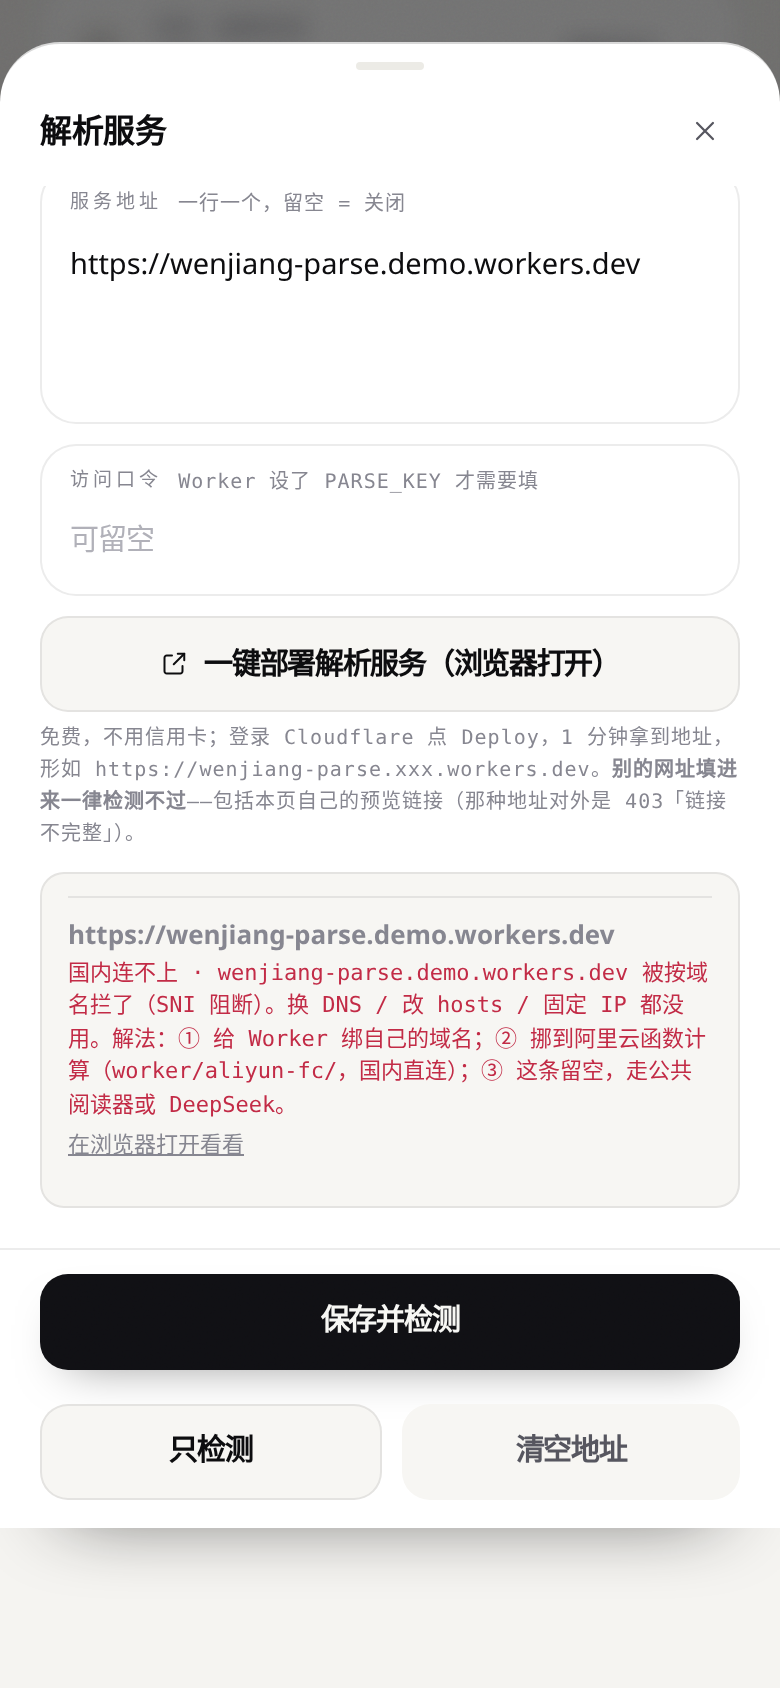 解析服务
服务地址 一行一个，留空 = 关闭
https://wenjiang-parse.demo.workers.dev
访问口令 Worker 设了 PARSE_KEY 才需要填
可留空
一键部署解析服务（浏览器打开）
免费，不用信用卡；登录 Cloudflare 点 Deploy，1 分钟拿到地址，
形如 https://wenjiang-parse.xxx.workers.dev。别的网址填进
来一律检测不过——包括本页自己的预览链接（那种地址对外是 403「链接
不完整」）。
https://wenjiang-parse.demo.workers.dev
国内连不上 · wenjiang-parse.demo.workers.dev 被按域
名拦了（SNI 阻断）。换 DNS / 改 hosts / 固定 IP 都没
用。解法：① 给 Worker 绑自己的域名；② 挪到阿里云函数计
算（worker/aliyun-fc/，国内直连）；③ 这条留空，走公共
阅读器或 DeepSeek。
在浏览器打开看看
保存并检测
只检测
清空地址